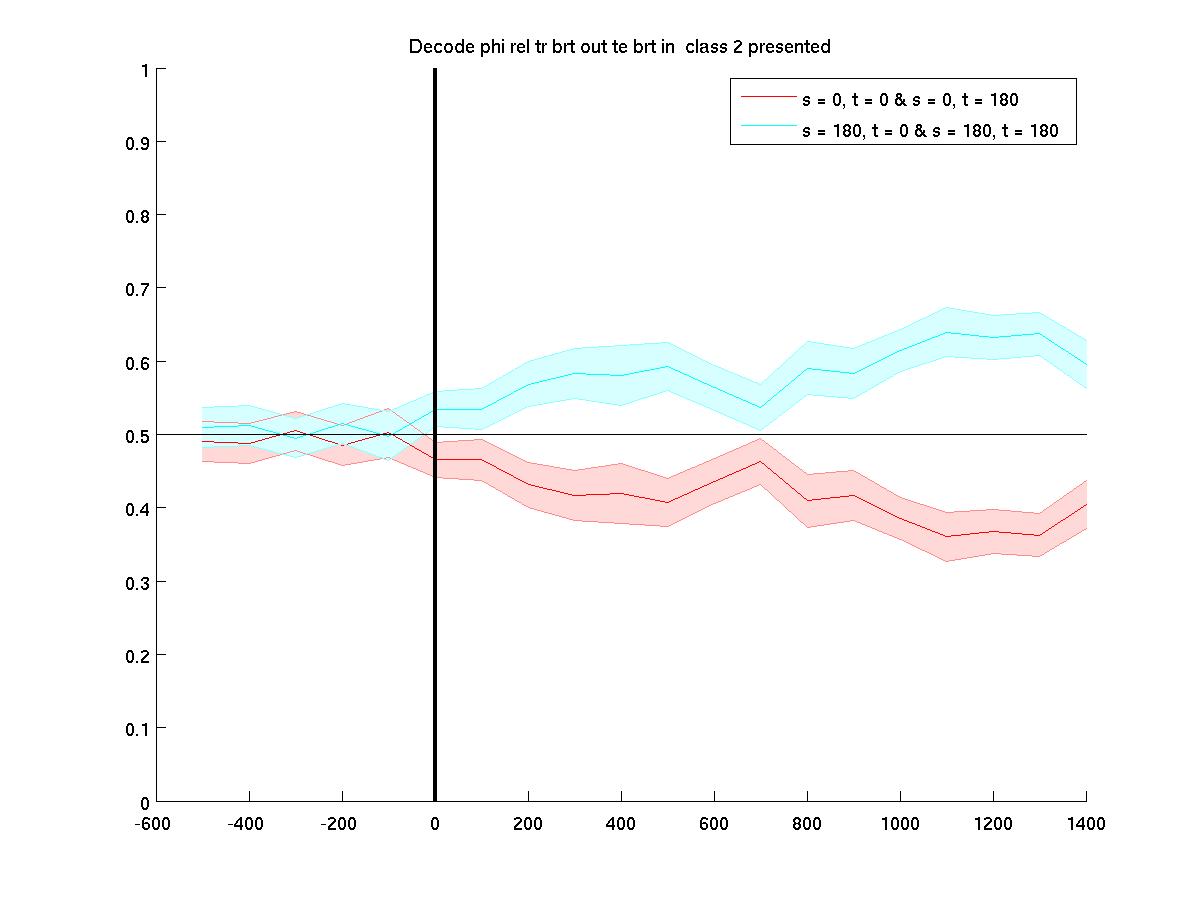 Decode phi rel tr brt out te brt in  class 2 presented
s = 0, t = 0 & s = 0, t = 180
s = 180, t = 0 & s = 180, t = 180
1
0.9
0.8
0.7
0.6
0.5
0.4
0.3
0.2
0.1
0
-600 -400 -200 0 200 400 600 800 1000 1200 1400